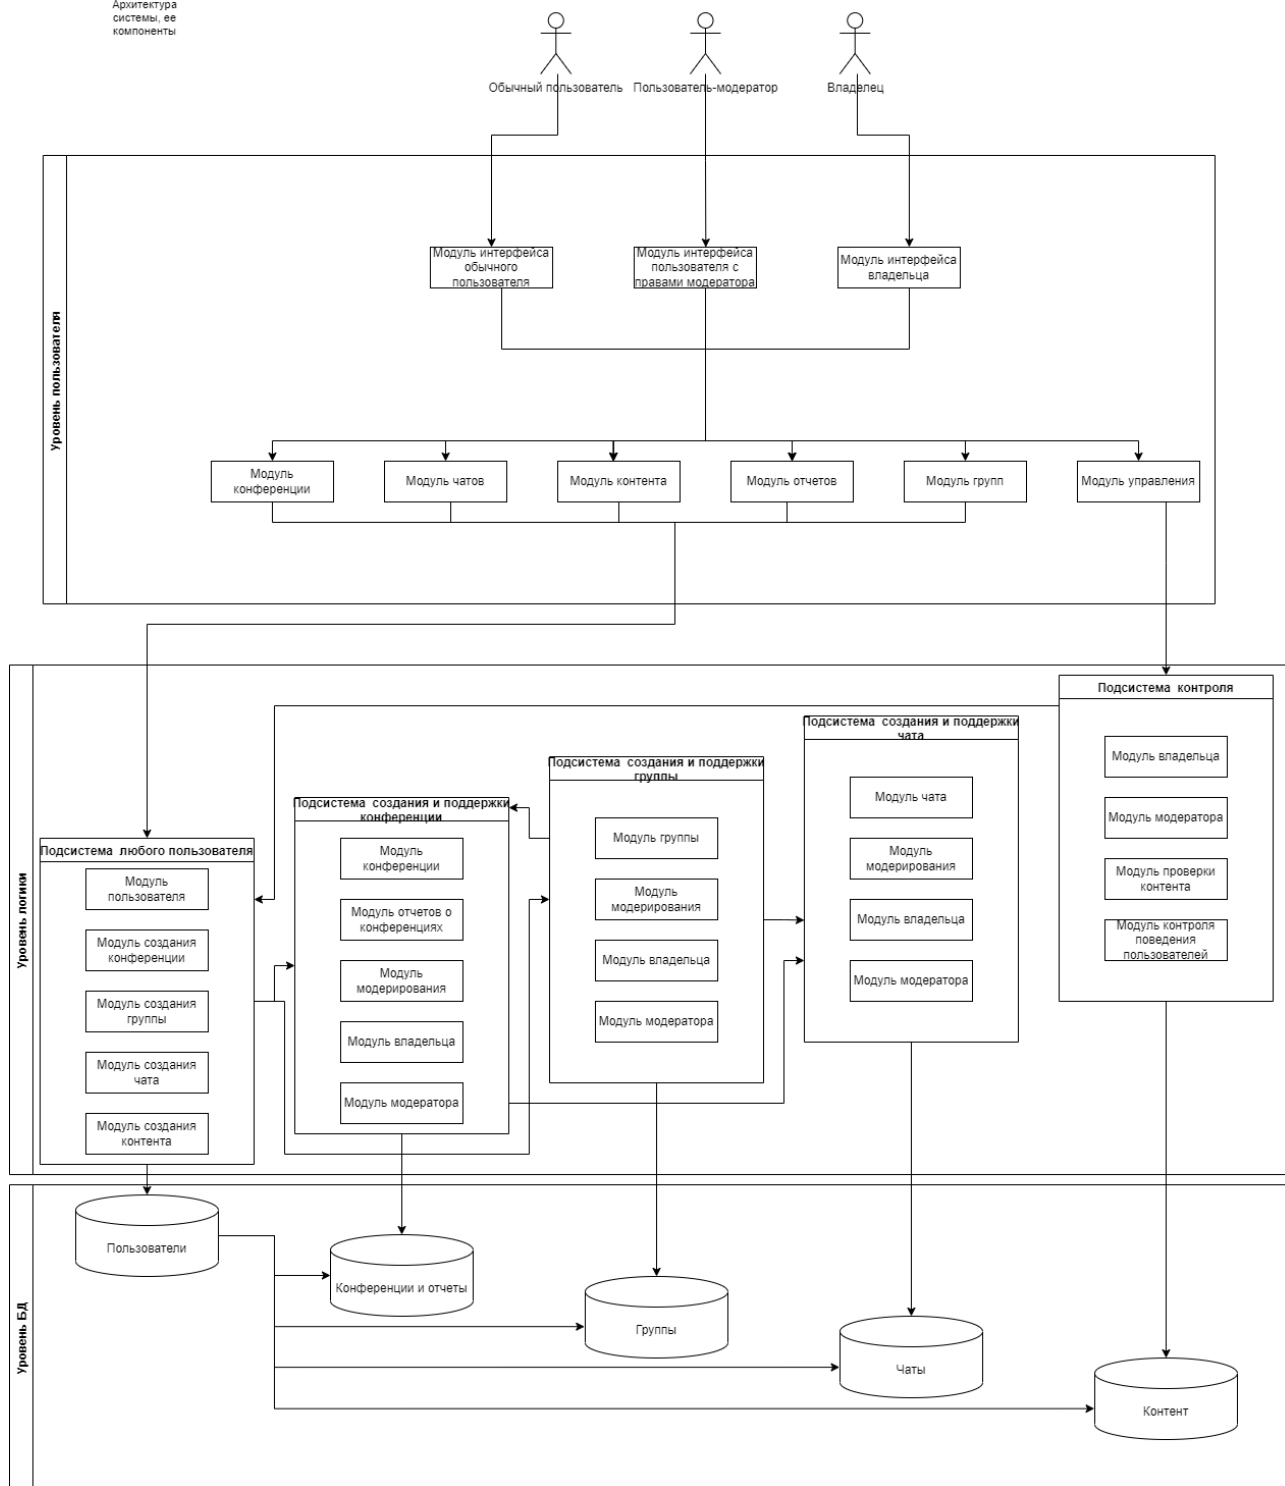 Архитектура
системы, ее
компоненты
Обычный пользователь
Пользователь-модератор
Владелец
Уровень пользователя
Модуль интерфейса
обычного
пользователя
Модуль интерфейса
пользователя с
правами модератора
Модуль интерфейса
владельца
Модуль
конференции
Модуль чатов
Модуль контента
Модуль отчетов
Модуль групп
Модуль управления
Уровень логики
Подсистема любого пользователя
Модуль
пользователя
Модуль создания
конференции
Модуль создания
группы
Модуль создания
чата
Модуль создания
контента
Подсистема создания и поддержки
конференции
Модуль
конференции
Модуль отчетов о
конференциях
Модуль
модерирования
Модуль владельца
Модуль модератора
Подсистема создания и поддержки
группы
Модуль группы
Модуль
модерирования
Модуль владельца
Модуль модератора
Подсистема создания и поддержки
чата
Модуль чата
Модуль
модерирования
Модуль владельца
Модуль модератора
Подсистема контроля
Модуль владельца
Модуль модератора
Модуль проверки
контента
Модуль контроля
поведения
пользователей
Уровень БД
Пользователи
Конференции и отчеты
Группы
Чаты
Контент